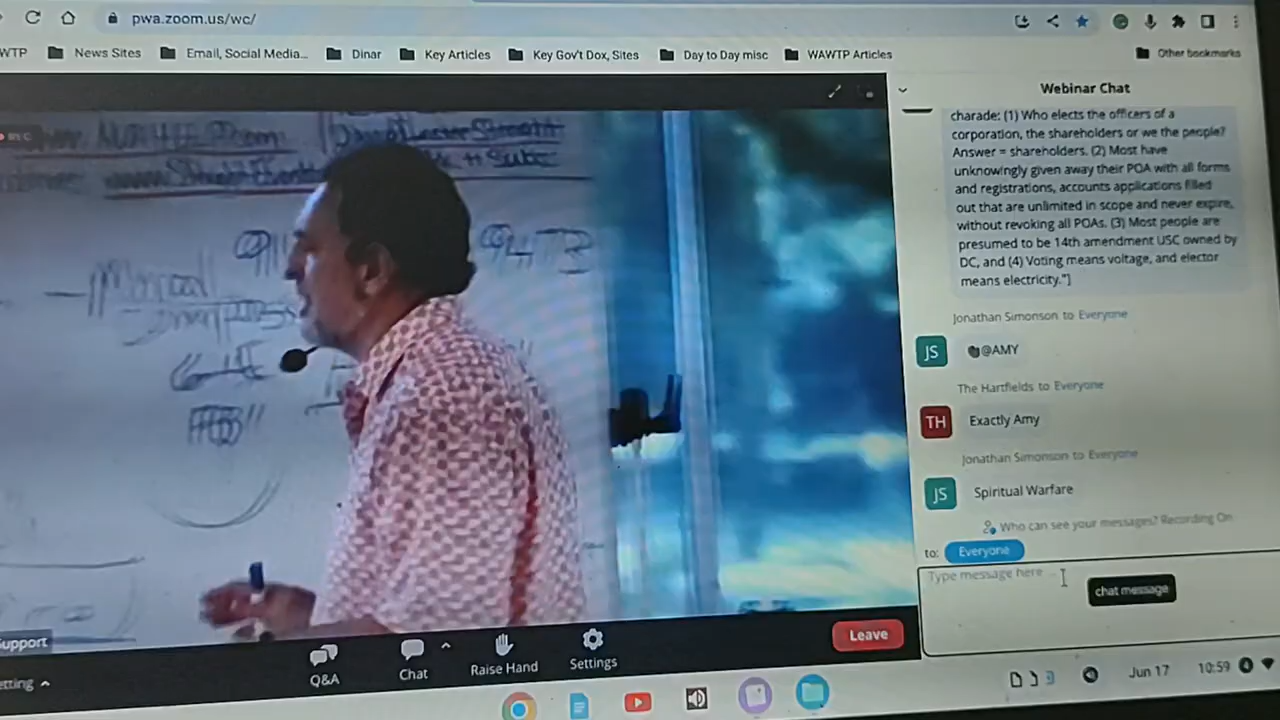 pwa.zoom.us/wc/
WTP
News Sites
Email, Social Media...
Dinar
Key Articles
Key Gov't Dox, Sites
Day to Day misc
WAWTP Articles
Other bookmarks
Webinar Chat
charade: (1) Who elects the officers of a
corporation, the shareholders or we the people?
Answer = shareholders. (2) Most have
unknowingly given away their POA with all forms
and registrations, accounts applications filled
out that are unlimited in scope and never expire,
without revoking all POAs. (3) Most people are
presumed to be 14th amendment USC owned by
DC, and (4) Voting means voltage, and elector
means electricity."]
Jonathan Simonson to Everyone
JS
@AMY
The Hartfields to Everyone
TH
Exactly Amy
Jonathan Simonson to Everyone
JS
Spiritual Warfare
Who can see your messages? Recording On
to: Everyone
Type message here
chat message
Support
etting
Q&A
Chat
Raise Hand
Settings
Leave
Jun 17
10:59